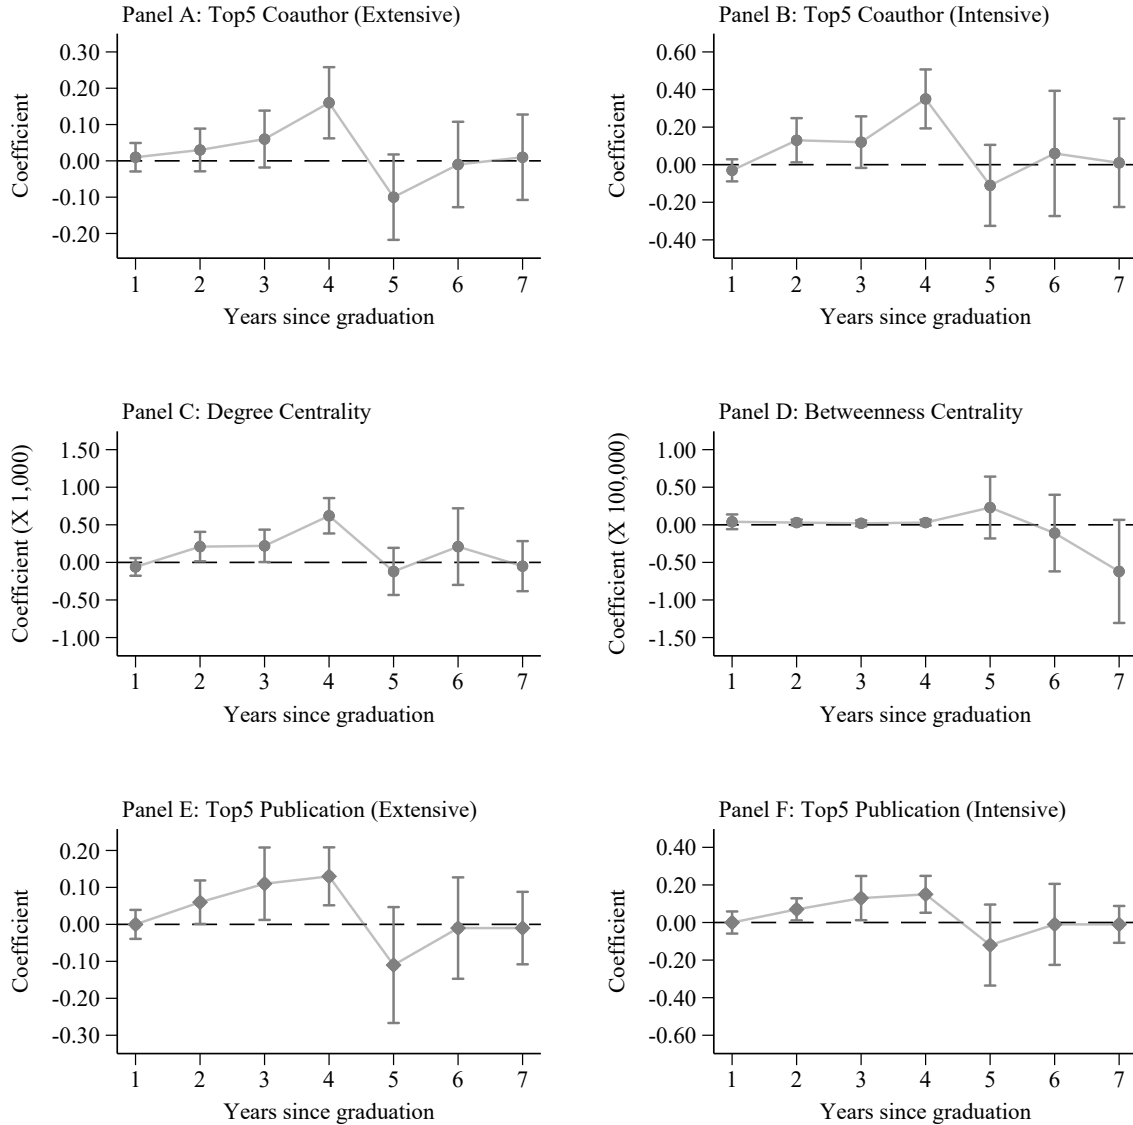 Panel A: Top5 Coauthor (Extensive)
Coefficient
0.30
0.20
0.10
0.00
-0.10
-0.20
1 2 3 4 5 6 7
Years since graduation
Panel B: Top5 Coauthor (Intensive)
Coefficient
0.60
0.40
0.20
0.00
-0.20
-0.40
1 2 3 4 5 6 7
Years since graduation
Panel C: Degree Centrality
Coefficient (X 1,000)
1.50
1.00
0.50
0.00
-0.50
-1.00
1 2 3 4 5 6 7
Years since graduation
Panel D: Betweenness Centrality
Coefficient (X 100,000)
1.00
0.50
0.00
-0.50
-1.00
-1.50
1 2 3 4 5 6 7
Years since graduation
Panel E: Top5 Publication (Extensive)
Coefficient
0.20
0.10
0.00
-0.10
-0.20
-0.30
1 2 3 4 5 6 7
Years since graduation
Panel F: Top5 Publication (Intensive)
Coefficient
0.40
0.20
0.00
-0.20
-0.40
-0.60
1 2 3 4 5 6 7
Years since graduation